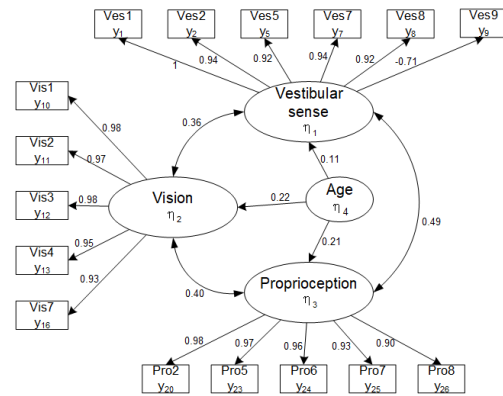 Ves1 Ves2 Ves5 Ves7 Ves8 Ves9
y1 y2 y5 y7 y8 y9
1 0.94 0.92 0.94 0.92 -0.71
Vis1
y10
Vis2
y11
Vis3
y12
Vis4
y13
Vis7
y16
0.98
0.97
0.98
0.95
0.93
Vestibular
sense
η1
0.36
0.11
Vision
η2
0.22
Age
η4
0.49
0.21
0.40
Proprioception
η3
0.98 0.97 0.96 0.93 0.90
Pro2 Pro5 Pro6 Pro7 Pro8
y20 y23 y24 y25 y26